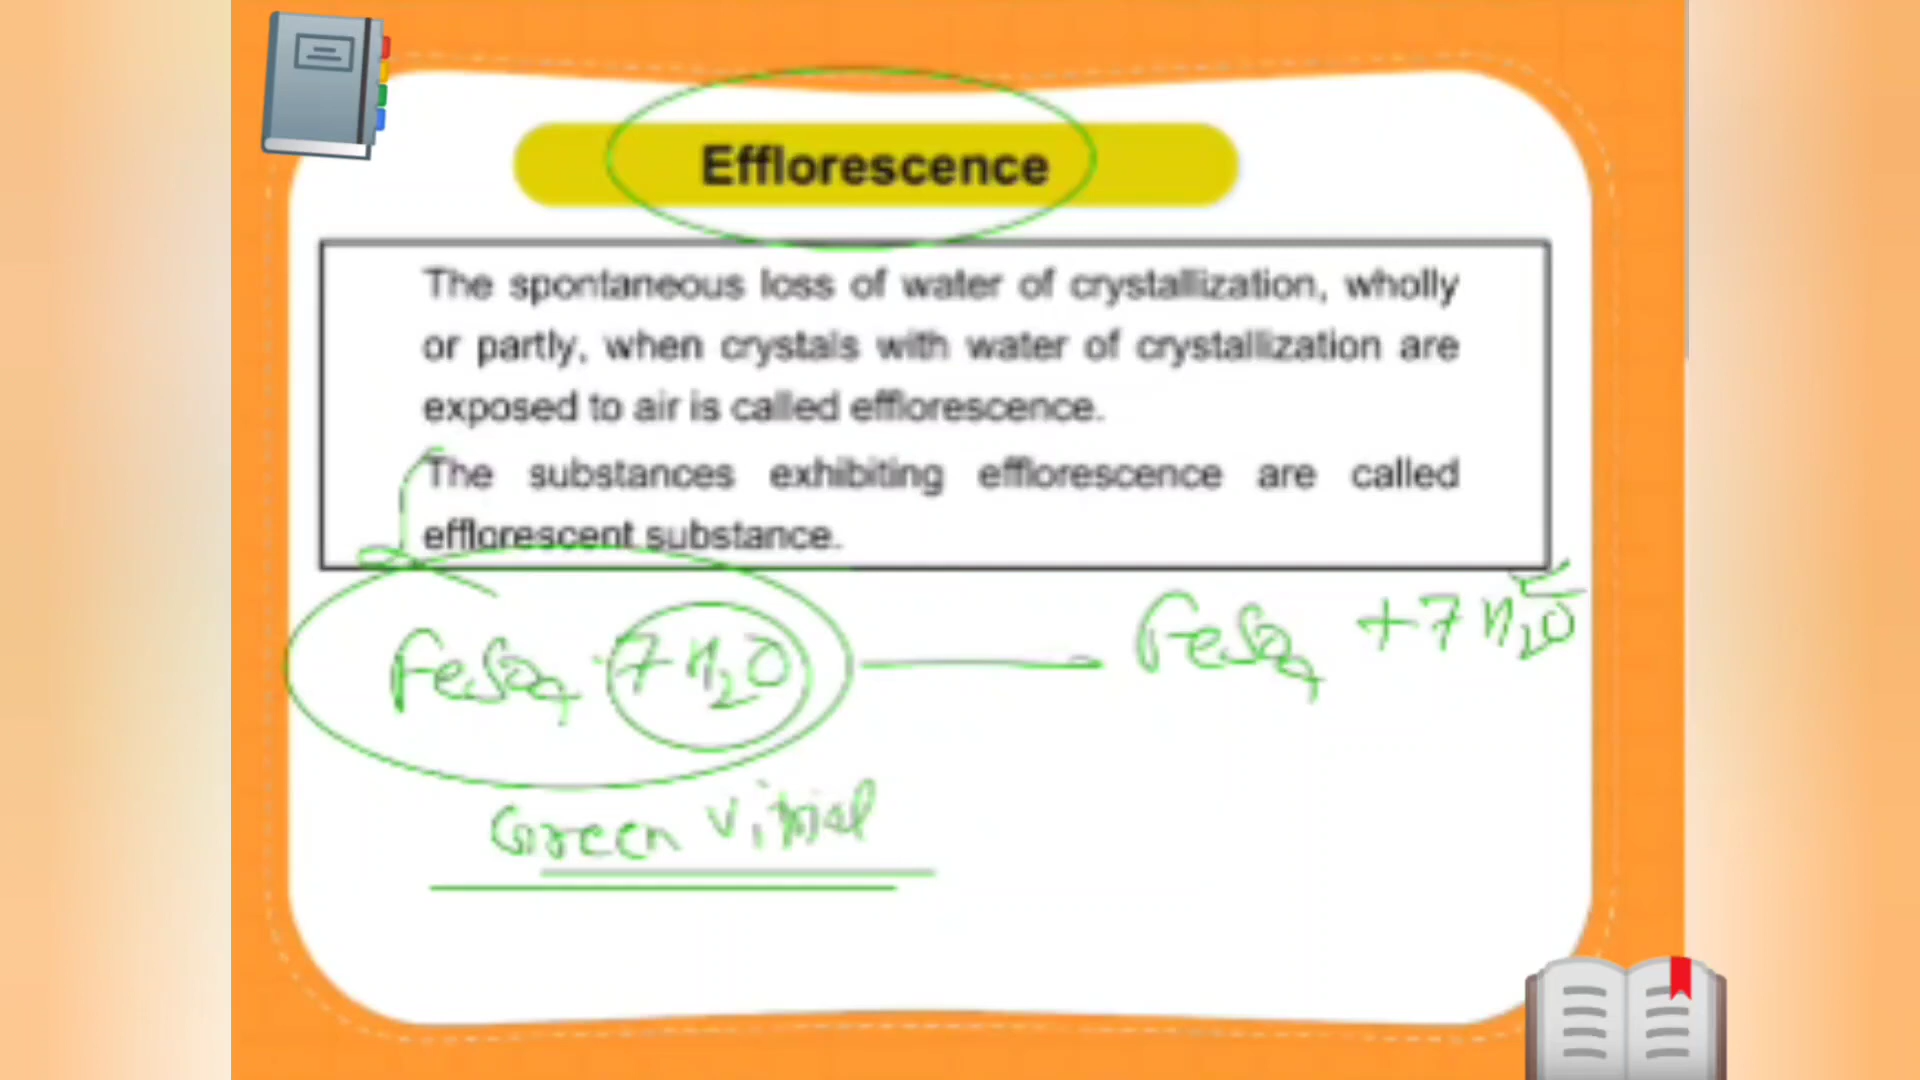 Efflorescence
The spontaneous loss of water of crystallization, wholly
or partly, when crystals with water of crystallization are
exposed to air is called efflorescence.
The substances exhibiting efflorescence are called
efflorescent substance.
FeSO4 · 7H2O —— FeSO4 + 7H2O
Green vitriol